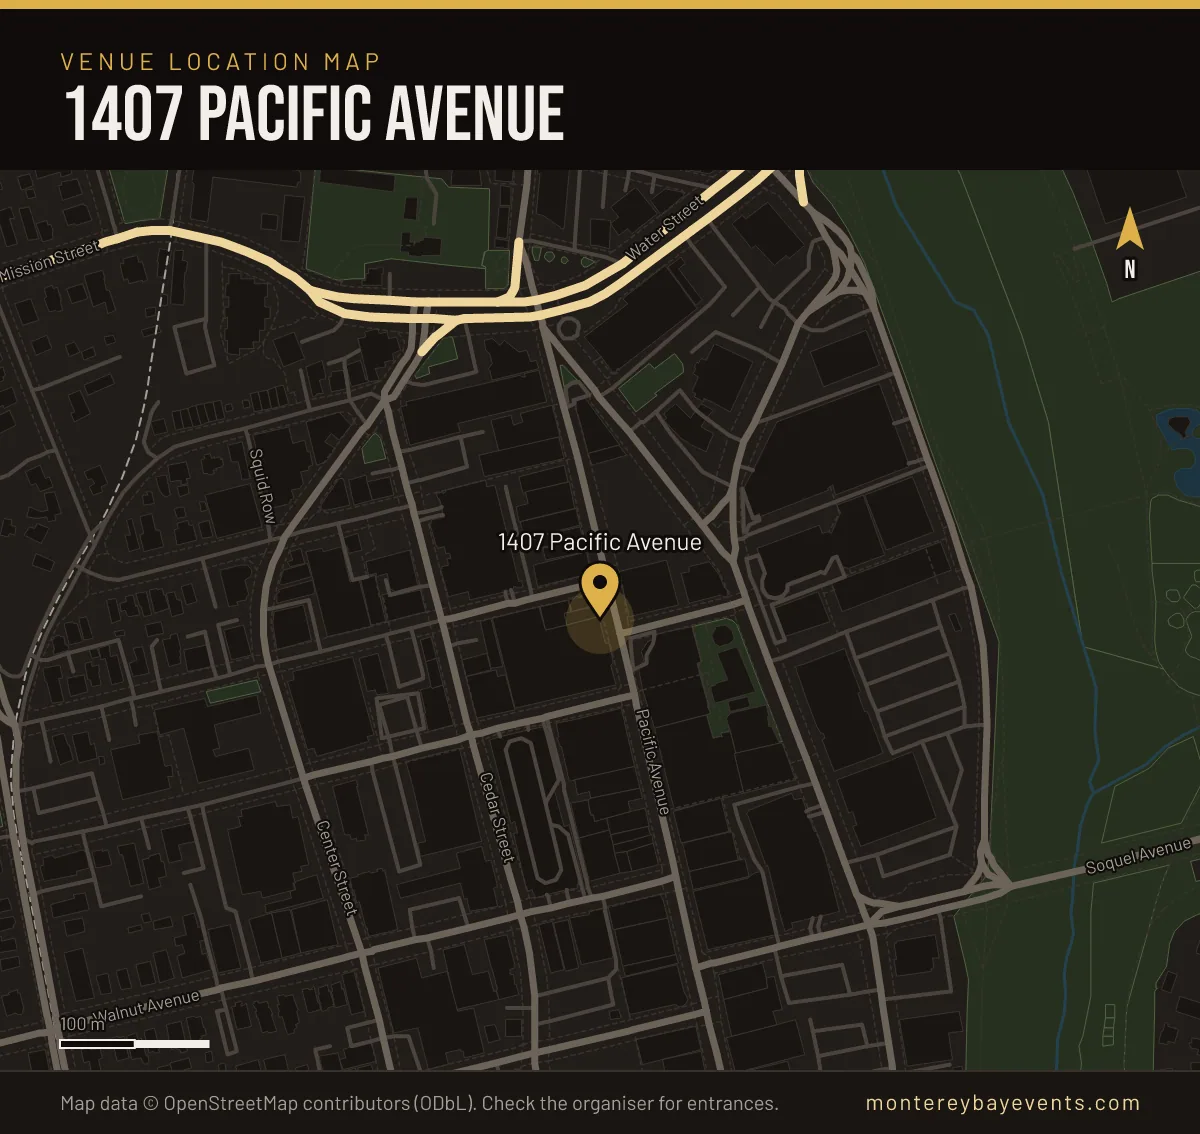 VENUE LOCATION MAP
1407 PACIFIC AVENUE
Mission Street
Water Street
N
Squid Row
1407 Pacific Avenue
Pacific Avenue
Cedar Street
Center Street
Soquel Avenue
Walnut Avenue
100 m
Map data © OpenStreetMap contributors (ODbL). Check the organiser for entrances.
montereybayevents.com